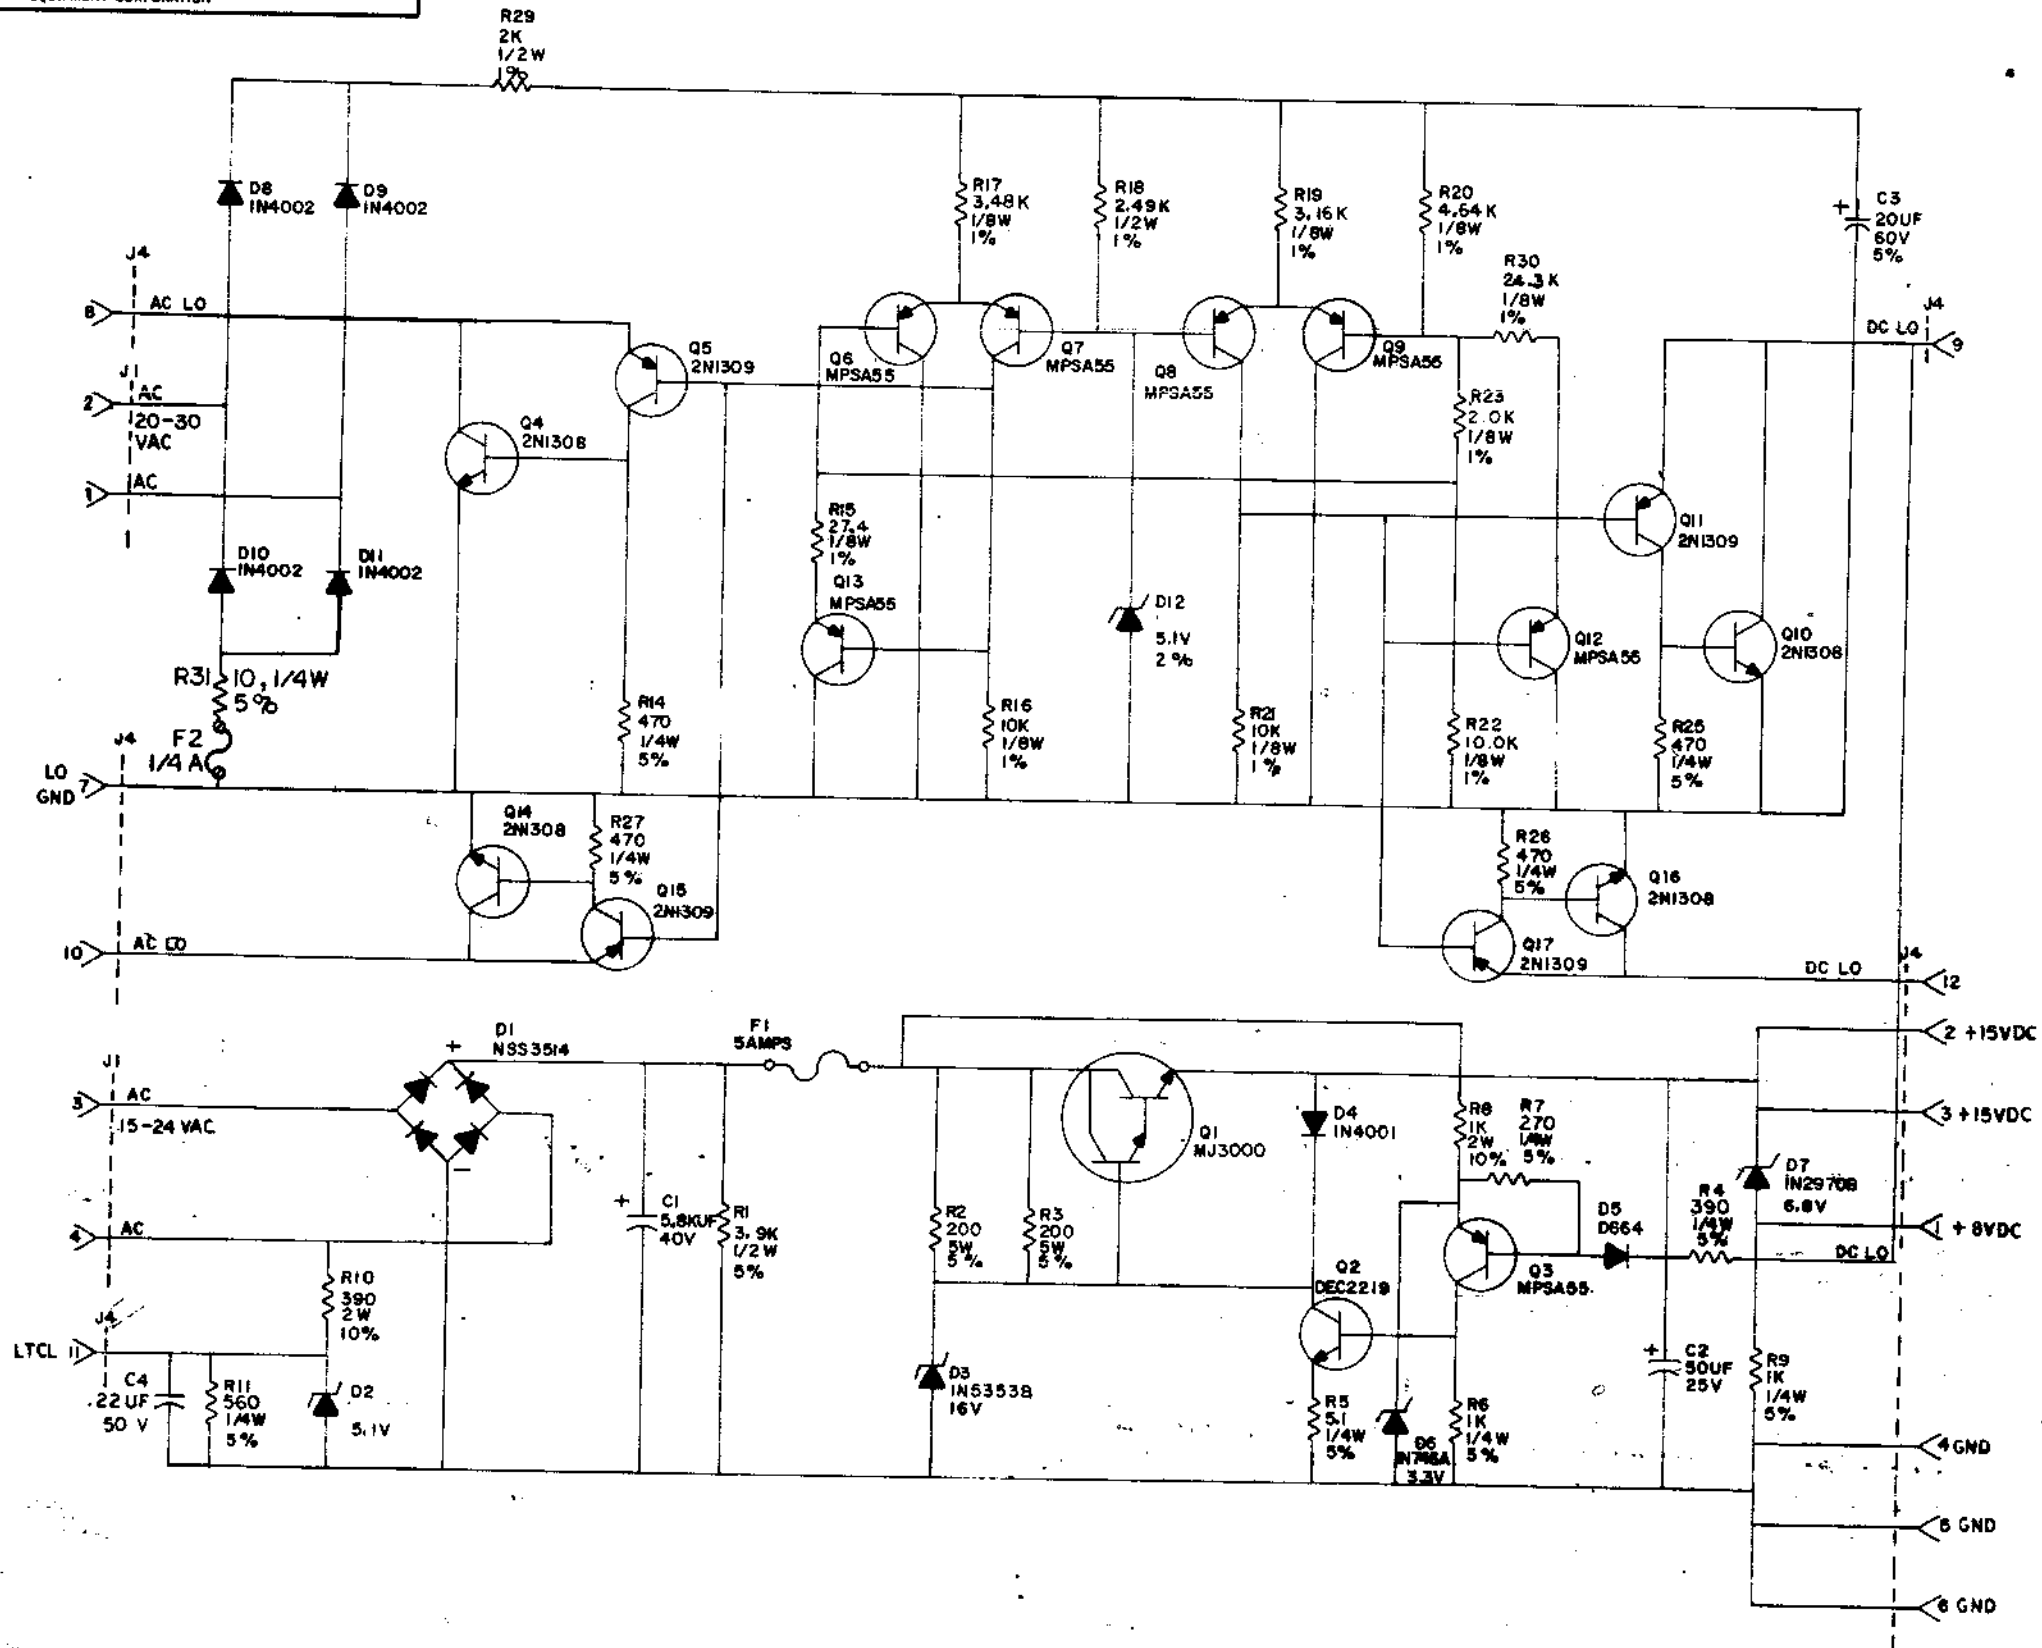 EQUIPMENT CORPORATION
R29
2K
1/2W
1%
D8
IN4002
D9
IN4002
R17
3.48K
1/8W
1%
R18
2.49K
1/2W
1%
R19
3.16K
1/8W
1%
R20
4.64K
1/8W
1%
C3
20UF
60V
5%
+
R30
24.3K
1/8W
1%
J4
8
AC LO
J4
DC LO
9
J
2
AC
20-30
VAC
1
AC
Q5
2N1309
Q6
MPSA55
Q7
MPSA55
Q8
MPSA55
Q9
MPSA56
Q4
2N1308
R23
2.0K
1/8W
1%
R15
27.4
1/8W
1%
Q11
2N1309
D10
IN4002
D11
IN4002
Q13
MPSA55
D12
5.1V
2%
Q12
MPSA56
Q10
2N1308
R31
10, 1/4W
5%
F2
1/4 A
R14
470
1/4W
5%
R16
10K
1/8W
1%
R21
10K
1/8W
1%
R22
10.0K
1/8W
1%
R25
470
1/4W
5%
J4
LO
GND
7
Q14
2N1308
R27
470
1/4W
5%
Q15
2N1309
R26
470
1/4W
5%
Q16
2N1308
10
AC LO
Q17
2N1309
DC LO
J4
12
D1
NSS3514
+
F1
5AMPS
2 +15VDC
J1
3
AC
15-24 VAC
Q1
MJ3000
D4
IN4001
R8
1K
2W
10%
R7
270
1/4W
5%
3 +15VDC
D7
IN2970B
6.8V
−
+
C1
5.8KUF
40V
R1
3.9K
1/2W
5%
R2
200
5W
5%
R3
200
5W
5%
D5
D664
R4
390
1/4W
5%
1 + 8VDC
4
AC
Q2
DEC2219
Q3
MPSA55
DC LO
R10
390
2W
10%
J4
LTCL 11
C4
.22UF
50 V
R11
560
1/4W
5%
D2
5.1V
D3
IN5353B
16V
R5
5.1
1/4W
5%
D6
IN746A
3.3V
R6
1K
1/4W
5%
+
C2
50UF
25V
R9
1K
1/4W
5%
4 GND
5 GND
6 GND